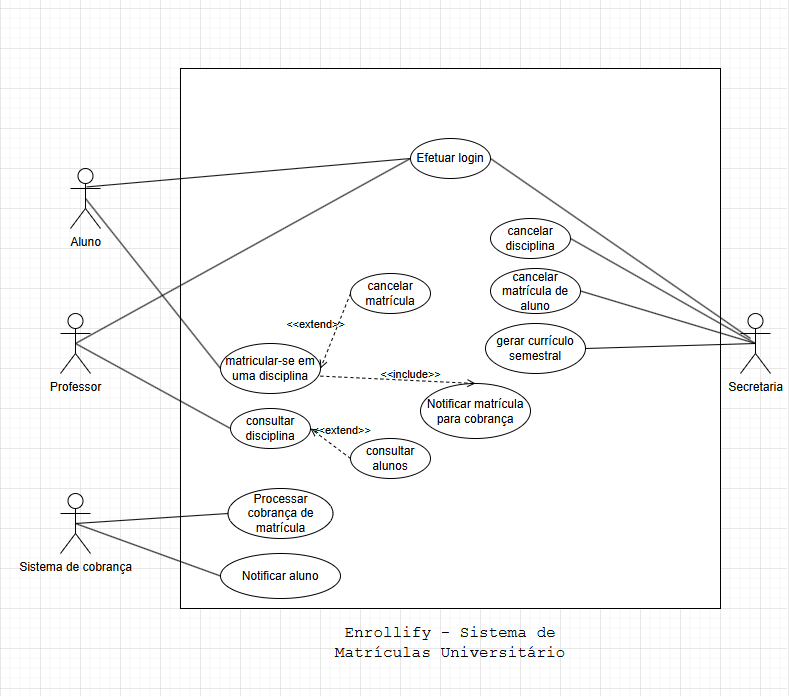 Efetuar login
Aluno
cancelar
disciplina
cancelar
matrícula de
aluno
cancelar
matrícula
<<extend>>
gerar currículo
semestral
Professor
Secretaria
matricular-se em
uma disciplina
<<include>>
Notificar matrícula
para cobrança
consultar
disciplina
<<extend>>
consultar
alunos
Processar
cobrança de
matrícula
Sistema de cobrança
Notificar aluno
Enrollify - Sistema de
Matrículas Universitário